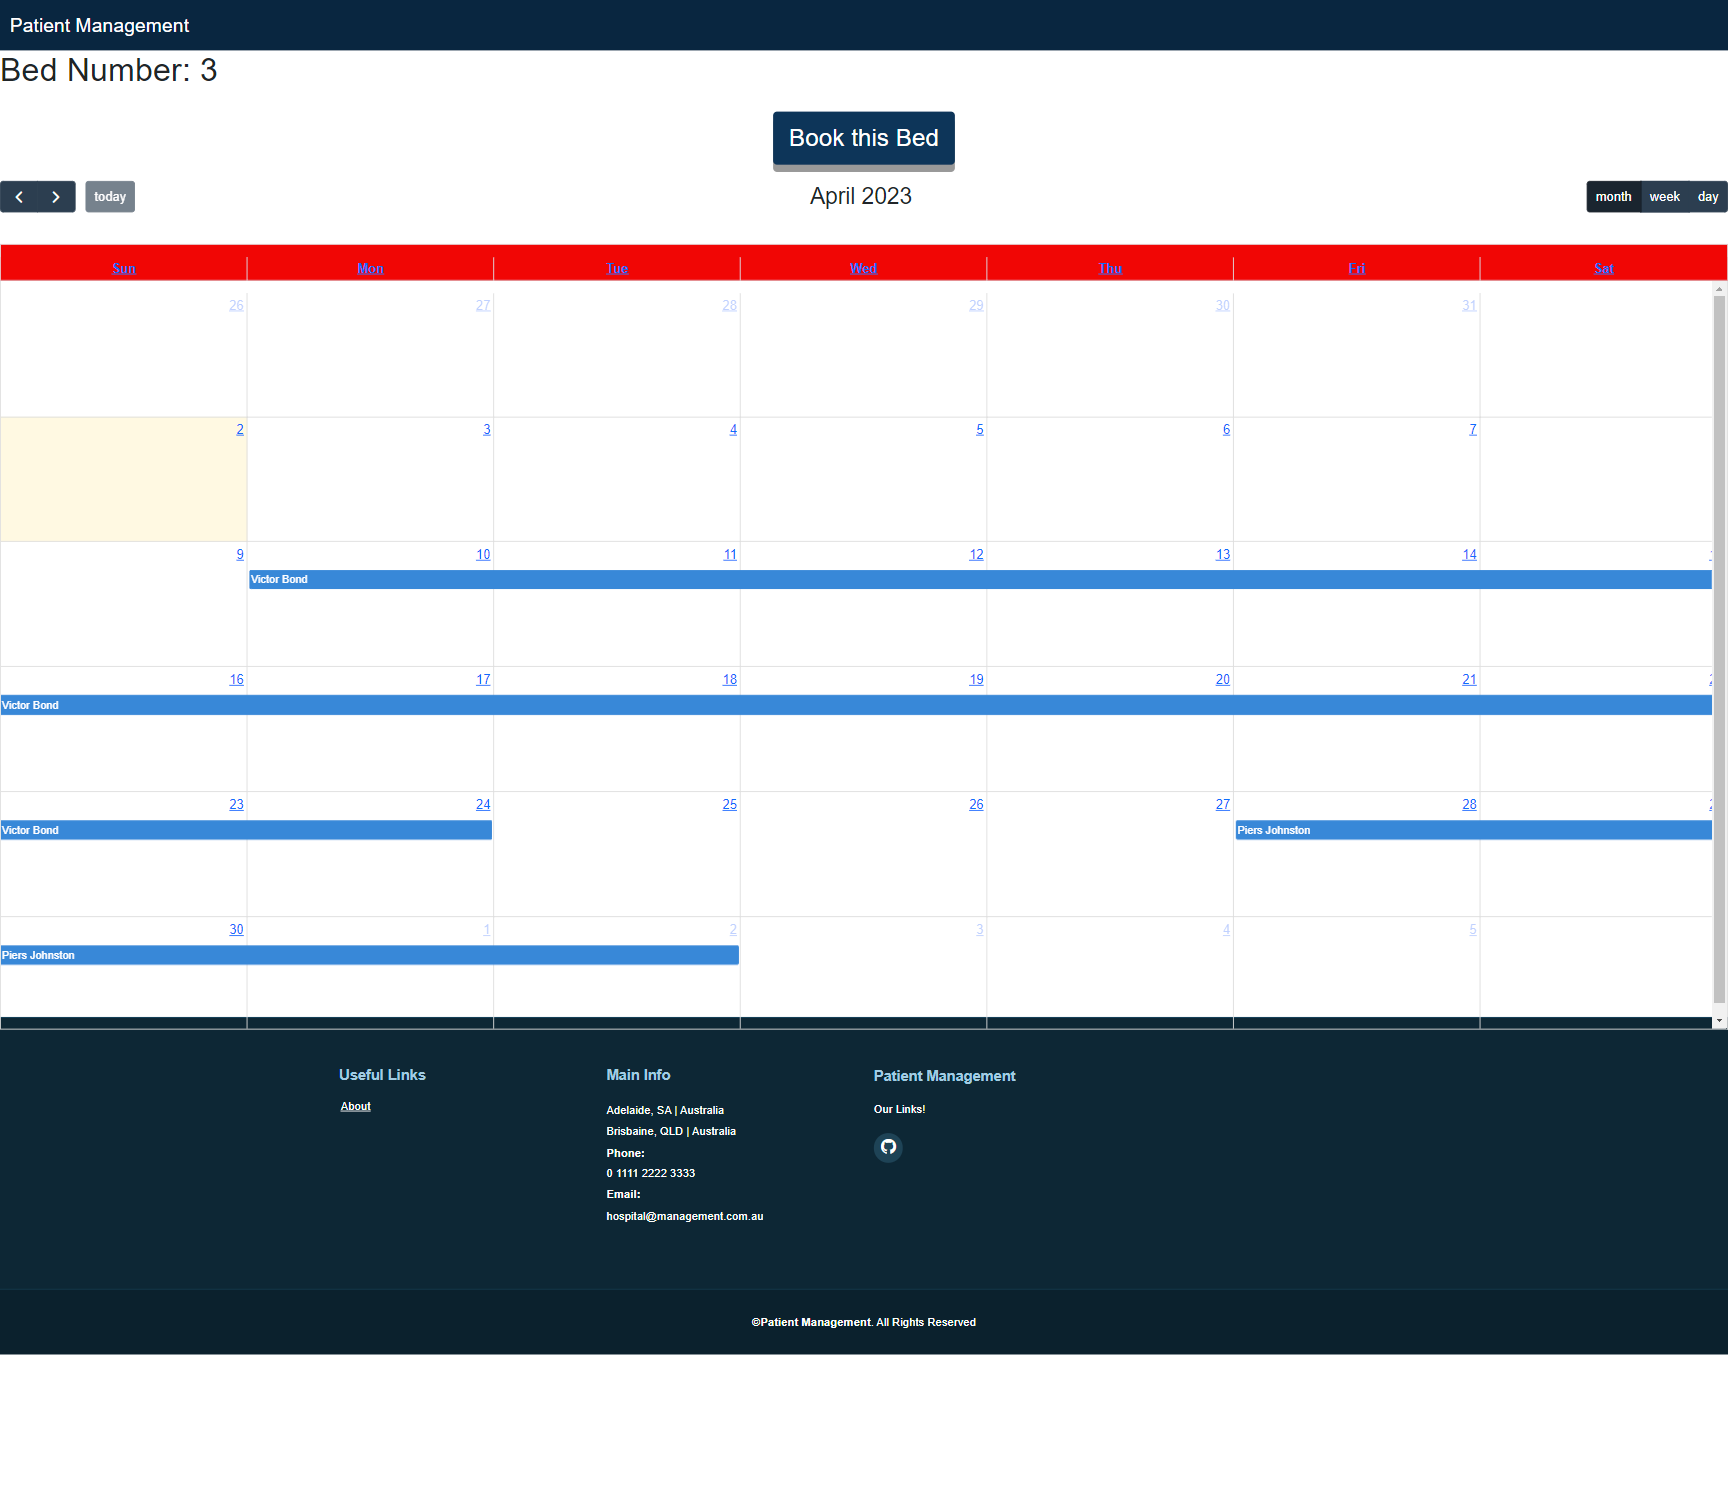 Patient Management
Bed Number: 3
Book this Bed
today
April 2023
month week day
Sun Mon Tue Wed Thu Fri Sat
26 27 28 29 30 31
2 3 4 5 6 7
9 10 11 12 13 14
Victor Bond
16 17 18 19 20 21
Victor Bond
23 24 25 26 27 28
Victor Bond Piers Johnston
30 1 2 3 4 5
Piers Johnston
Useful Links
About
Main Info
Adelaide, SA | Australia
Brisbaine, QLD | Australia
Phone:
0 1111 2222 3333
Email:
hospital@management.com.au
Patient Management
Our Links!
©Patient Management. All Rights Reserved